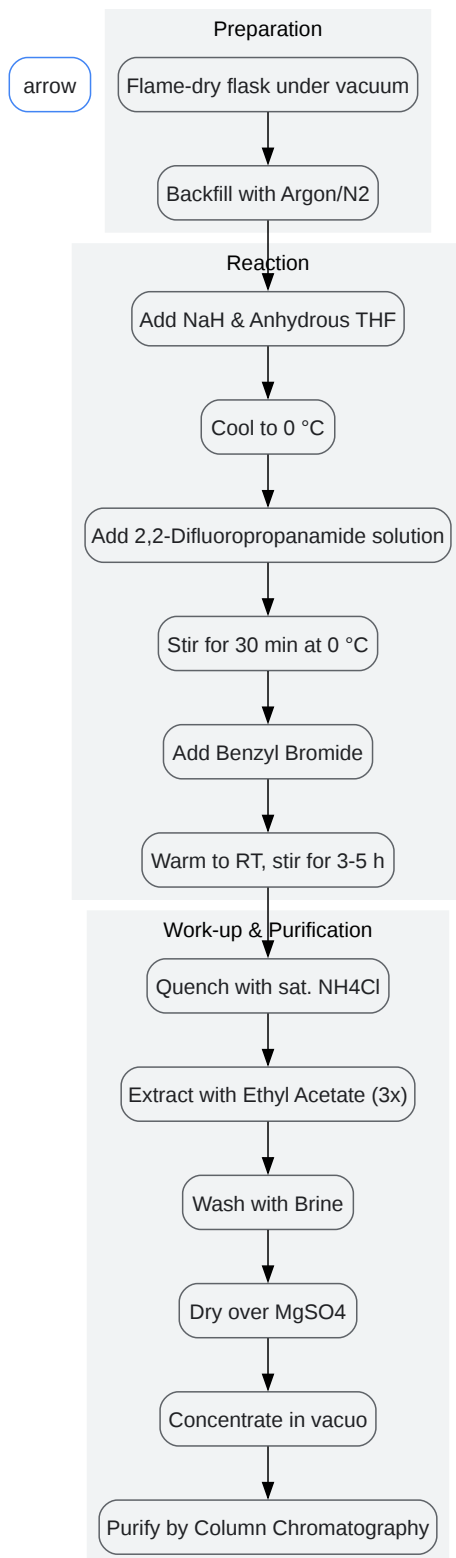 Preparation
arrow
Flame-dry flask under vacuum
Backfill with Argon/N2
Reaction
Add NaH & Anhydrous THF
Cool to 0 °C
Add 2,2-Difluoropropanamide solution
Stir for 30 min at 0 °C
Add Benzyl Bromide
Warm to RT, stir for 3-5 h
Work-up & Purification
Quench with sat. NH4Cl
Extract with Ethyl Acetate (3x)
Wash with Brine
Dry over MgSO4
Concentrate in vacuo
Purify by Column Chromatography